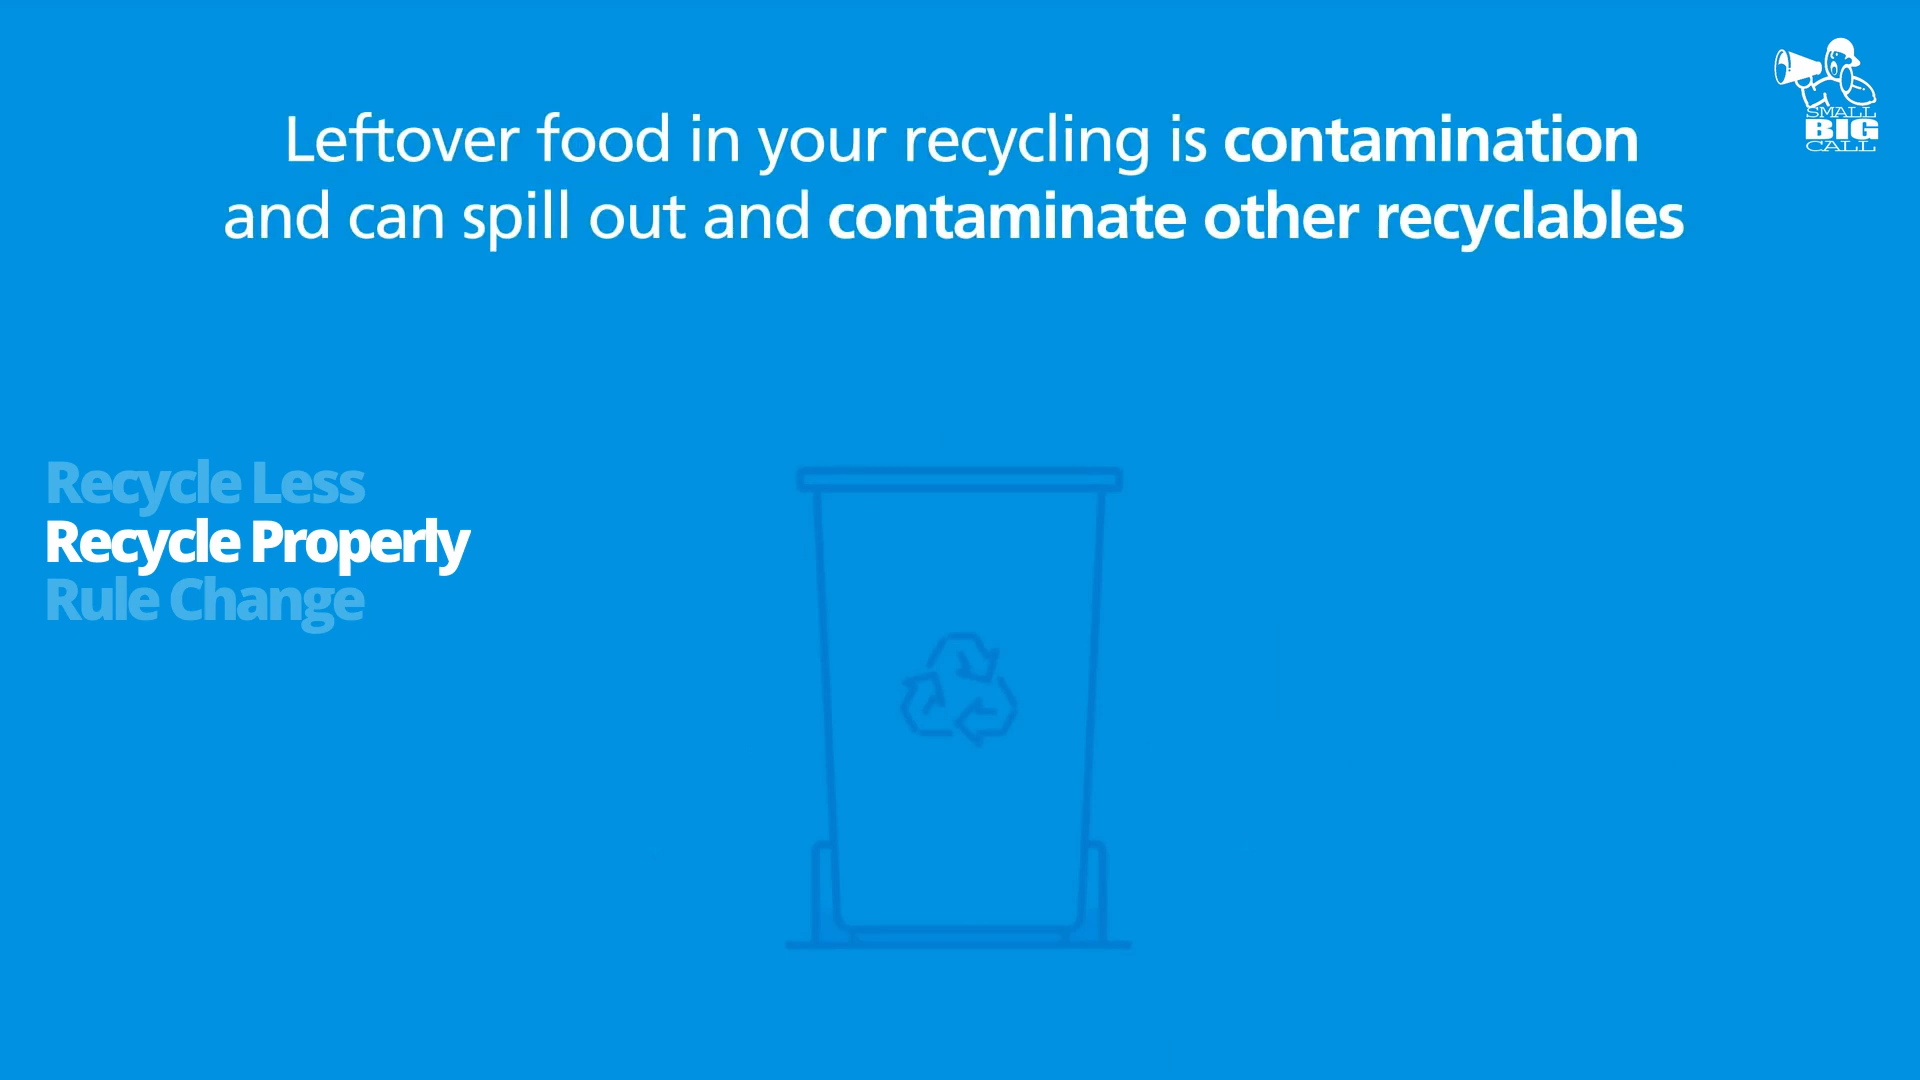 Leftover food in your recycling is contamination
and can spill out and contaminate other recyclables
SMALL
BIG
CALL
Recycle Less
Recycle Properly
Rule Change